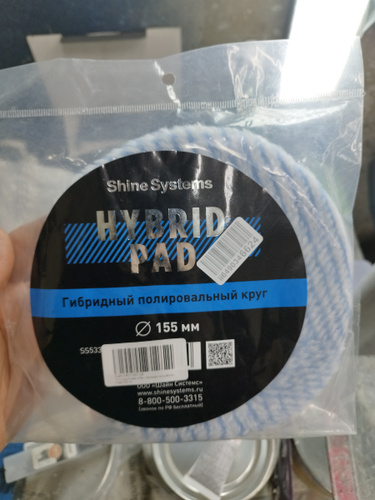 Shine Systems
HYBRID
PAD
Гибридный полировальный круг
⌀ 155 мм
SS533
ООО «Шайн Системс»
www.shinesystems.ru
8-800-500-3315
(звонок по РФ бесплатный)